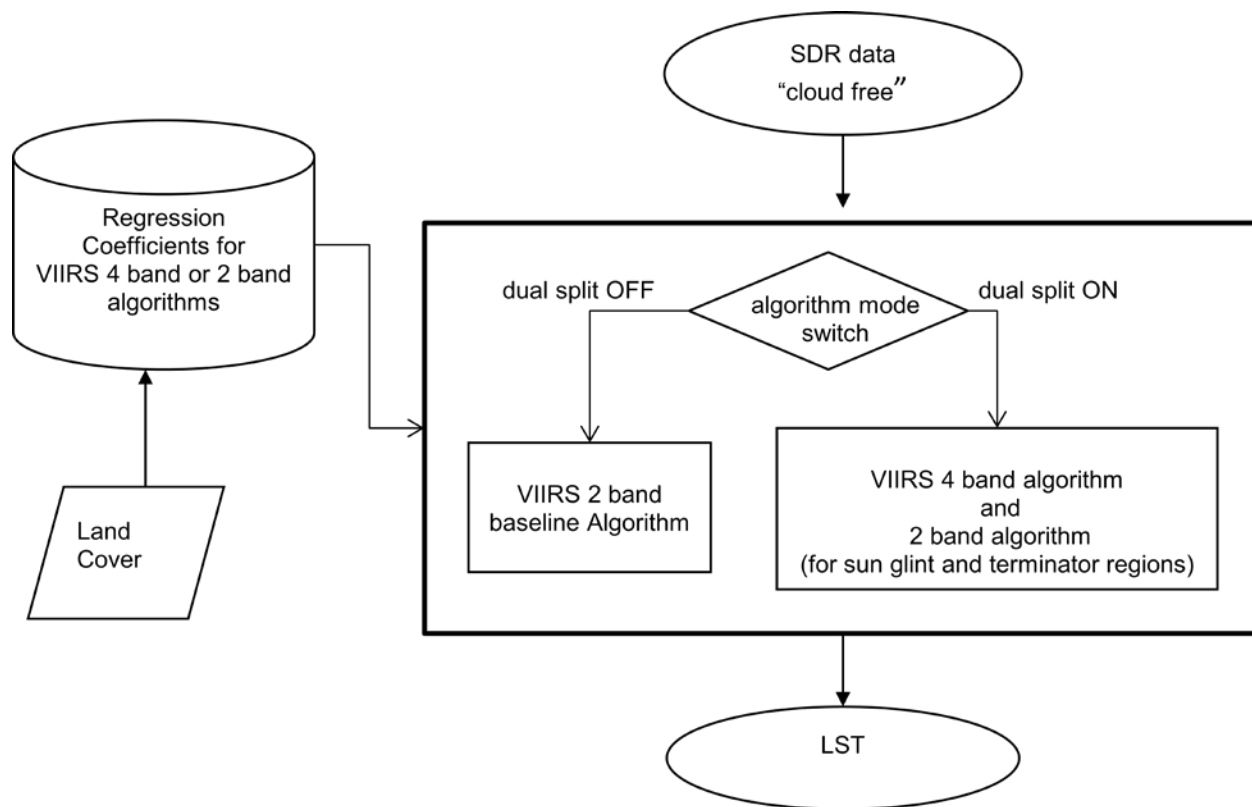 SDR data
“cloud free”
Regression
Coefficients for
VIIRS 4 band or 2 band
algorithms
dual split OFF
dual split ON
algorithm mode
switch
VIIRS 2 band
baseline Algorithm
VIIRS 4 band algorithm
and
2 band algorithm
(for sun glint and terminator regions)
Land
Cover
LST